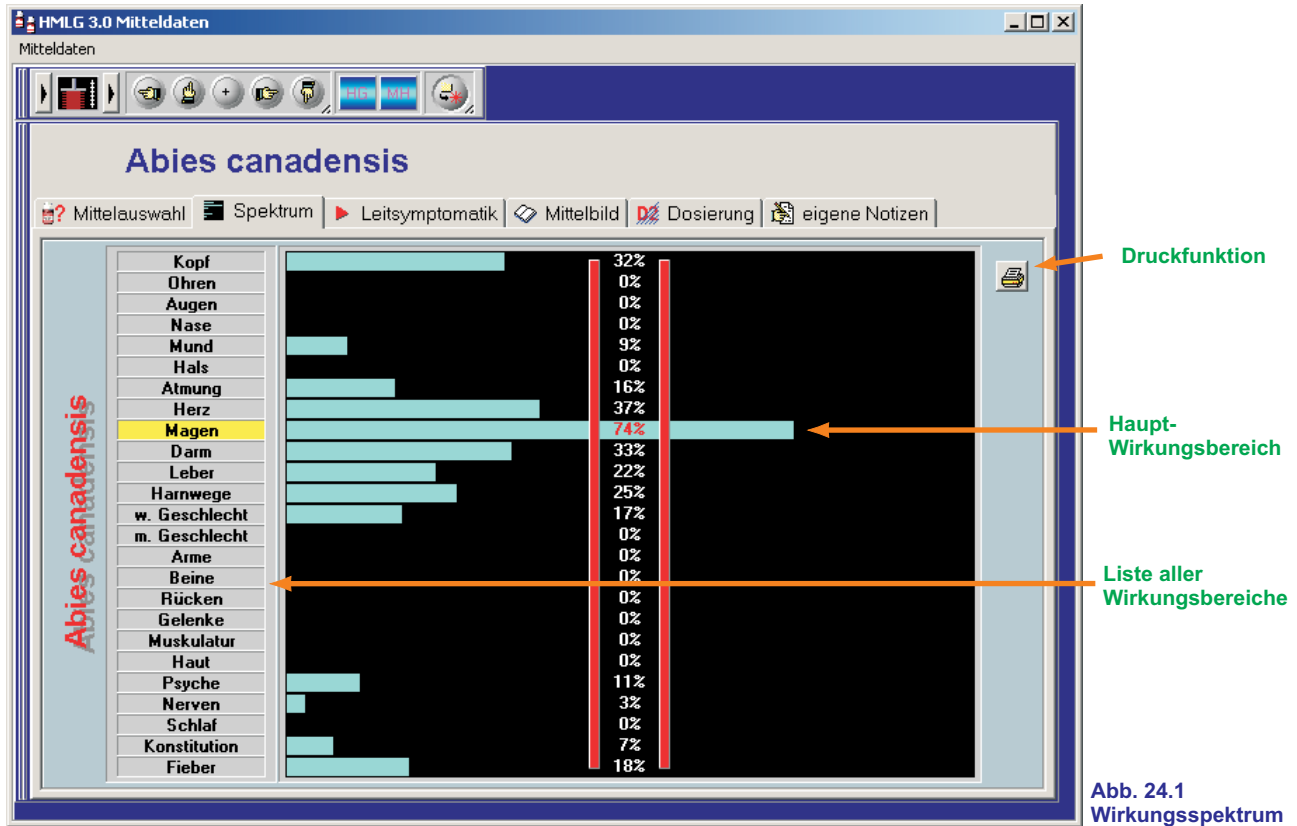 HMLG 3.0 Mitteldaten
Mitteldaten
HG MH
Abies canadensis
? Mittelauswahl Spektrum Leitsymptomatik Mittelbild D2 Dosierung eigene Notizen
Abies canadensis
Kopf 32%
Ohren 0%
Augen 0%
Nase 0%
Mund 9%
Hals 0%
Atmung 16%
Herz 37%
Magen 74%
Darm 33%
Leber 22%
Harnwege 25%
w. Geschlecht 17%
m. Geschlecht 0%
Arme 0%
Beine 0%
Rücken 0%
Gelenke 0%
Muskulatur 0%
Haut 0%
Psyche 11%
Nerven 3%
Schlaf 0%
Konstitution 7%
Fieber 18%
Druckfunktion
Haupt-
Wirkungsbereich
Liste aller
Wirkungsbereiche
Abb. 24.1
Wirkungsspektrum